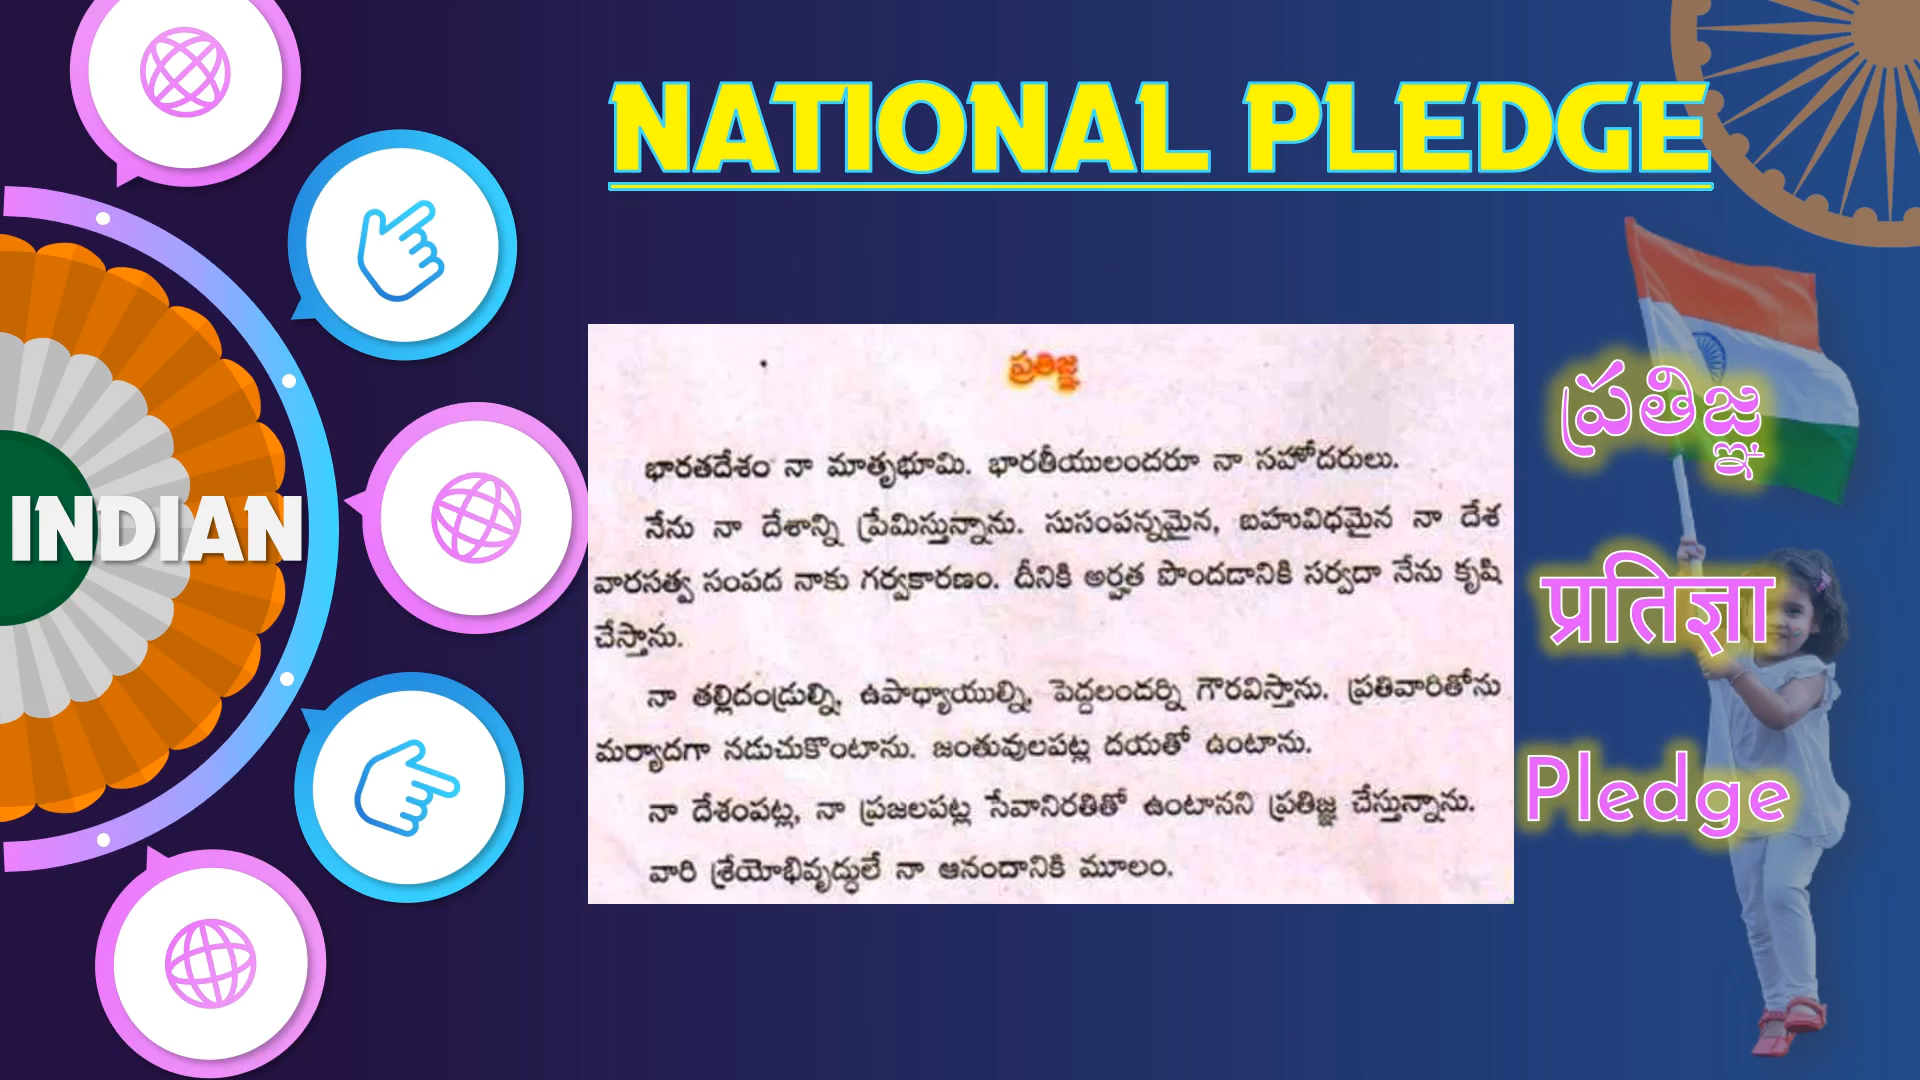 NATIONAL PLEDGE
INDIAN
ప్రతిజ్ఞ
భారతదేశం నా మాతృభూమి. భారతీయులందరూ నా సహోదరులు.
నేను నా దేశాన్ని ప్రేమిస్తున్నాను. సుసంపన్నమైన, బహువిధమైన నా దేశ
వారసత్వ సంపద నాకు గర్వకారణం. దీనికి అర్హత పొందడానికి సర్వదా నేను కృషి
చేస్తాను.
నా తల్లిదండ్రుల్ని, ఉపాధ్యాయుల్ని, పెద్దలందర్ని గౌరవిస్తాను. ప్రతివారితోను
మర్యాదగా నడుచుకొంటాను. జంతువులపట్ల దయతో ఉంటాను.
నా దేశంపట్ల, నా ప్రజలపట్ల సేవానిరతితో ఉంటానని ప్రతిజ్ఞ చేస్తున్నాను.
వారి శ్రేయోభివృద్ధులే నా ఆనందానికి మూలం.
ప్రతిజ్ఞ
प्रतिज्ञा
Pledge